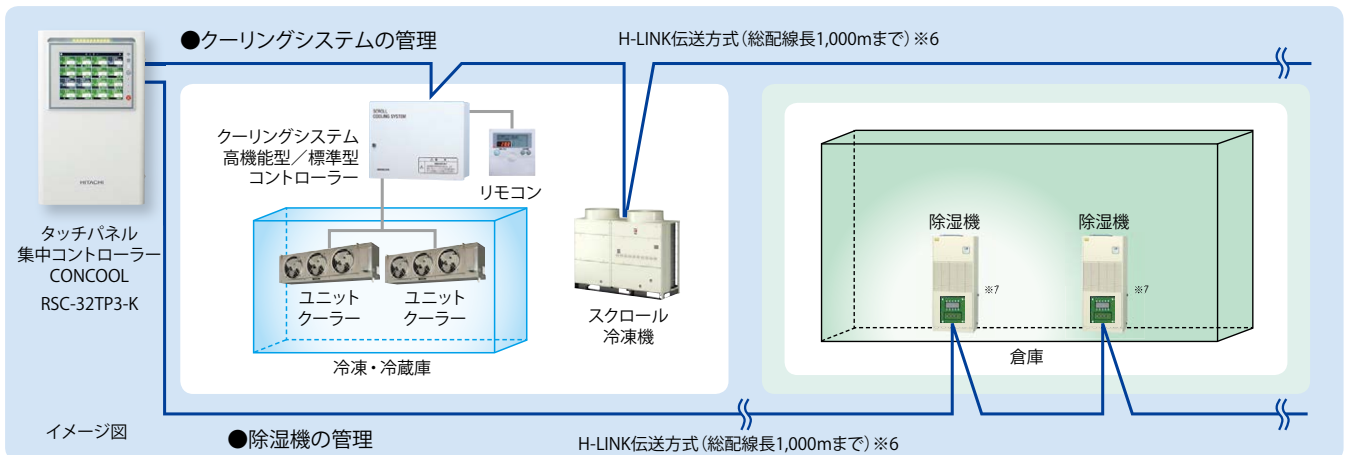 ●クーリングシステムの管理
H-LINK伝送方式(総配線長1,000mまで)※6
クーリングシステム
高機能型/標準型
コントローラー
SCROLL
COOLING SYSTEM
リモコン
HITACHI
タッチパネル
集中コントローラー
CONCOOL
RSC-32TP3-K
ユニット
クーラー
ユニット
クーラー
冷凍・冷蔵庫
スクロール
冷凍機
除湿機
除湿機
※7
※7
倉庫
イメージ図
●除湿機の管理
H-LINK伝送方式(総配線長1,000mまで)※6